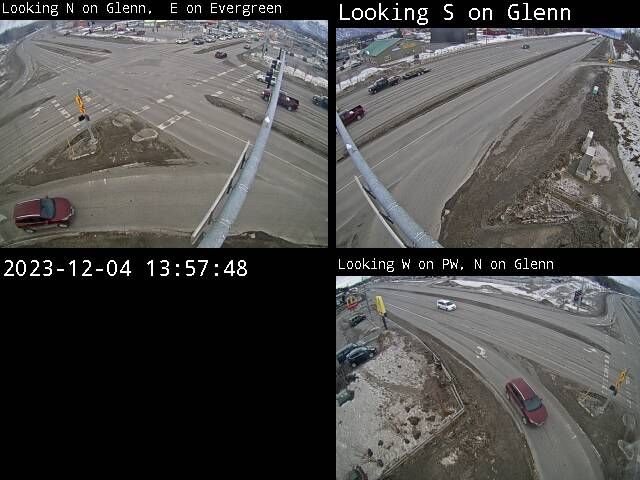 Looking N on Glenn,  E on Evergreen
Looking S on Glenn
2023-12-04 13:57:48
Looking W on PW, N on Glenn